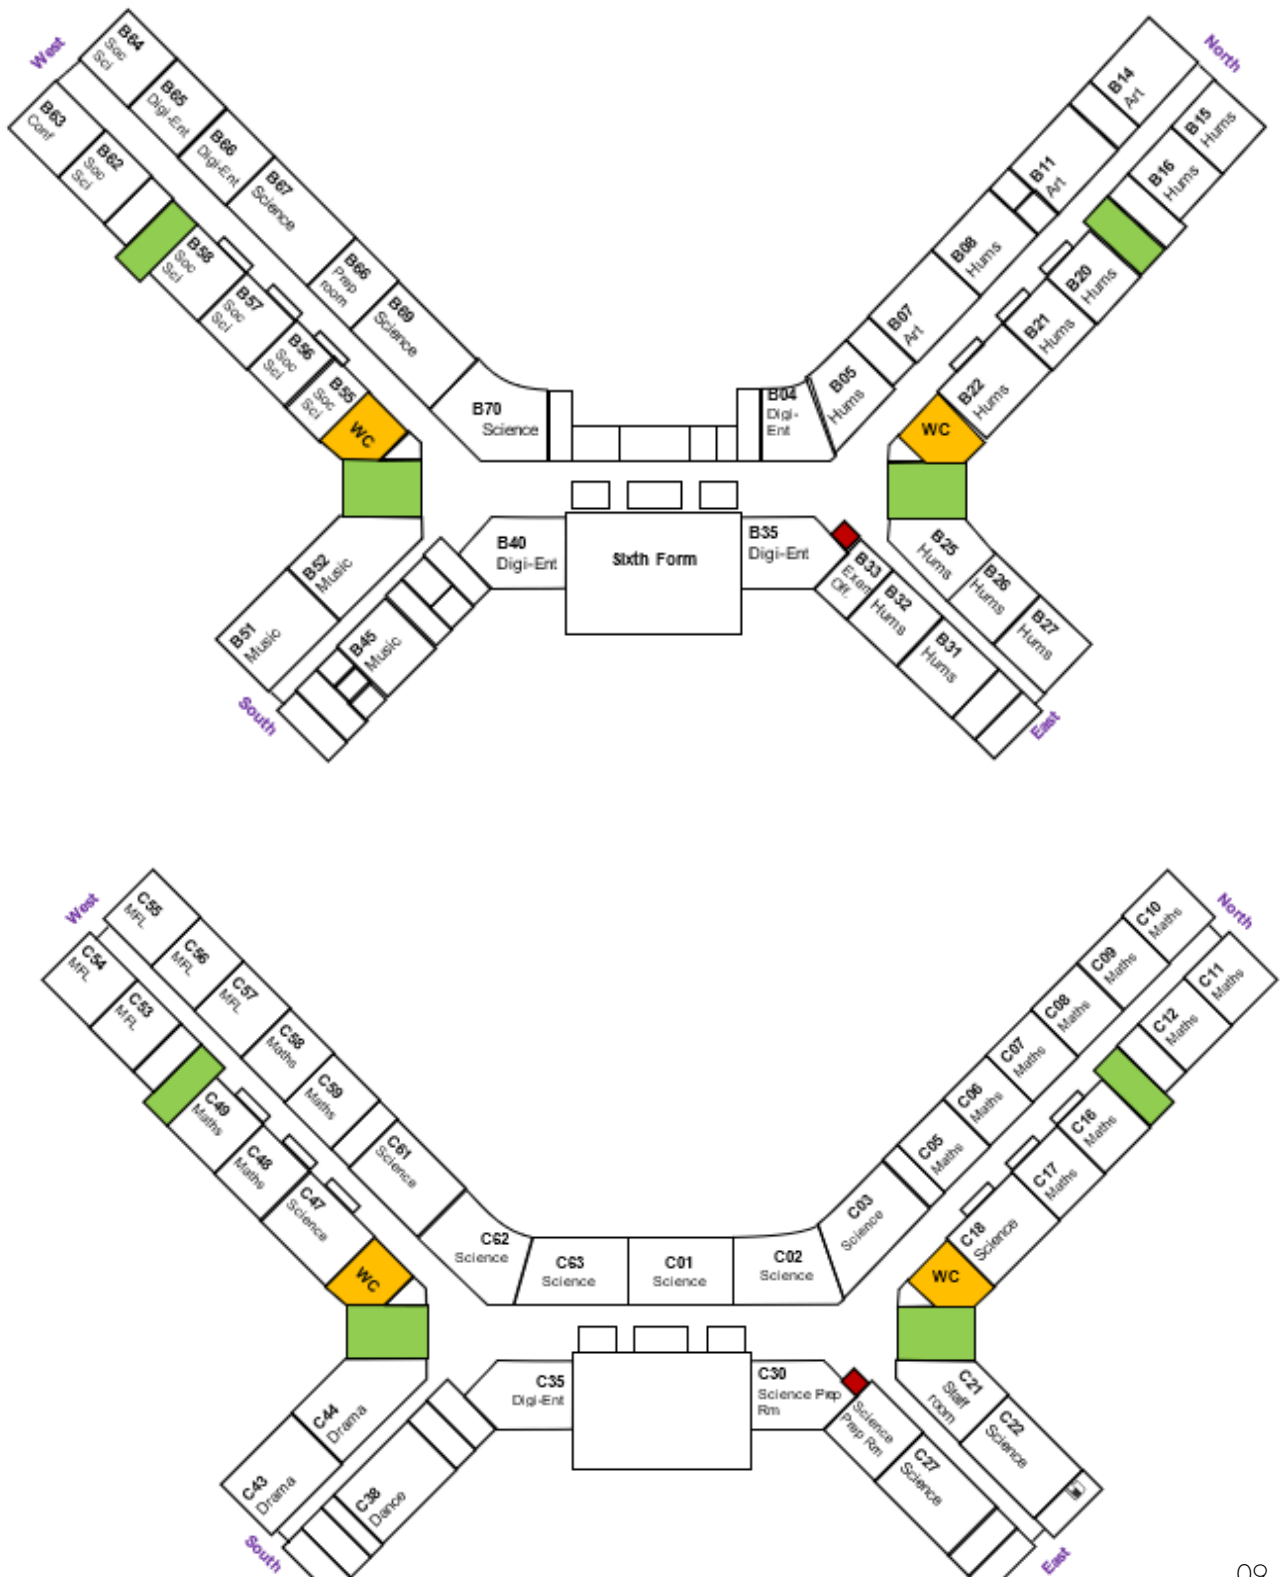 West
North
B64
Soc
Sci
B65
Digi-Ent
B66
Digi-Ent
B67
Science
B66
Prep
room
B69
Science
B70
Science
B63
Conf
B62
Soc
Sci
B58
Soc
Sci
B57
Soc
Sci
B56
Soc
Sci
B55
Soc
Sci
WC
B14
Art
B11
Art
B08
Hums
B07
Art
B05
Hums
B04
Digi-
Ent
B15
Hums
B16
Hums
B20
Hums
B21
Hums
B22
Hums
WC
B52
Music
B51
Music
B45
Music
B40
Digi-Ent
Sixth Form
B35
Digi-Ent
B33
Exam
Off.
B32
Hums
B31
Hums
B25
Hums
B26
Hums
B27
Hums
South
East
West
North
C55
MFL
C56
MFL
C57
MFL
C58
Maths
C59
Maths
C61
Science
C62
Science
C63
Science
C01
Science
C02
Science
C03
Science
C05
Maths
C06
Maths
C07
Maths
C08
Maths
C09
Maths
C10
Maths
C54
MFL
C53
MFL
C49
Maths
C48
Maths
C47
Science
WC
C11
Maths
C12
Maths
C16
Maths
C17
Maths
C18
Science
WC
C44
Drama
C43
Drama
C38
Dance
C35
Digi-Ent
C30
Science Prep
Rm
Science
Prep Rm
C27
Science
C21
Staff
room
C22
Science
South
East
09